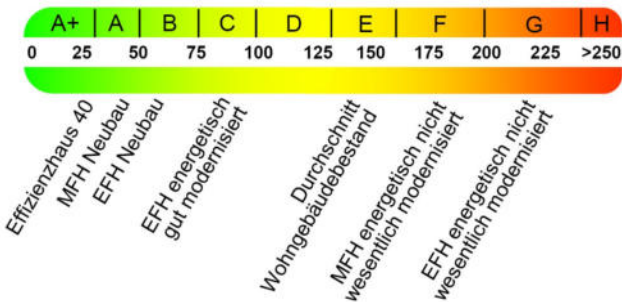 A+ A B C D E F G H
0 25 50 75 100 125 150 175 200 225 >250
Effizienzhaus 40
MFH Neubau
EFH Neubau
EFH energetisch
gut modernisiert
Durchschnitt
Wohngebäudebestand
MFH energetisch nicht
wesentlich modernisiert
EFH energetisch nicht
wesentlich modernisiert